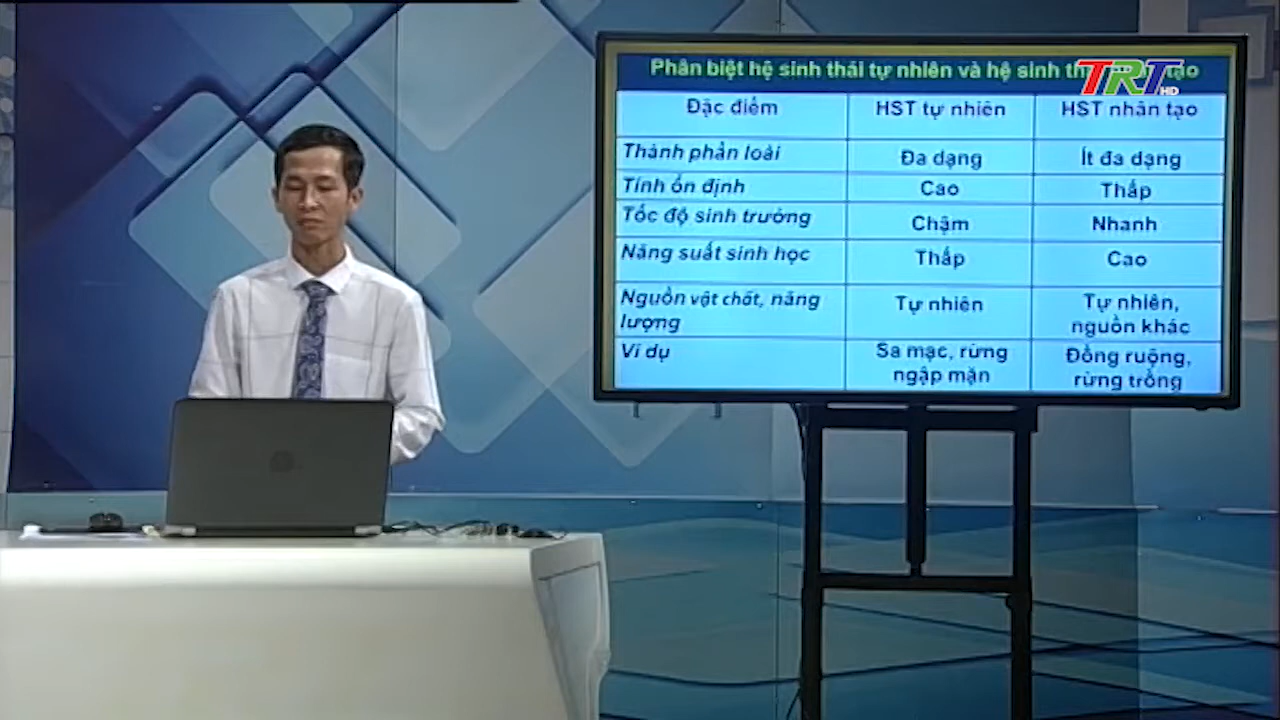 Phân biệt hệ sinh thái tự nhiên và hệ sinh th tạo
TRT HD
Đặc điểm HST tự nhiên HST nhân tạo
Thành phần loài Đa dạng Ít đa dạng
Tính ổn định Cao Thấp
Tốc độ sinh trưởng Chậm Nhanh
Năng suất sinh học Thấp Cao
Nguồn vật chất, năng
lượng
Tự nhiên
Tự nhiên,
nguồn khác
Ví dụ
Sa mạc, rừng
ngập mặn
Đồng ruộng,
rừng trồng